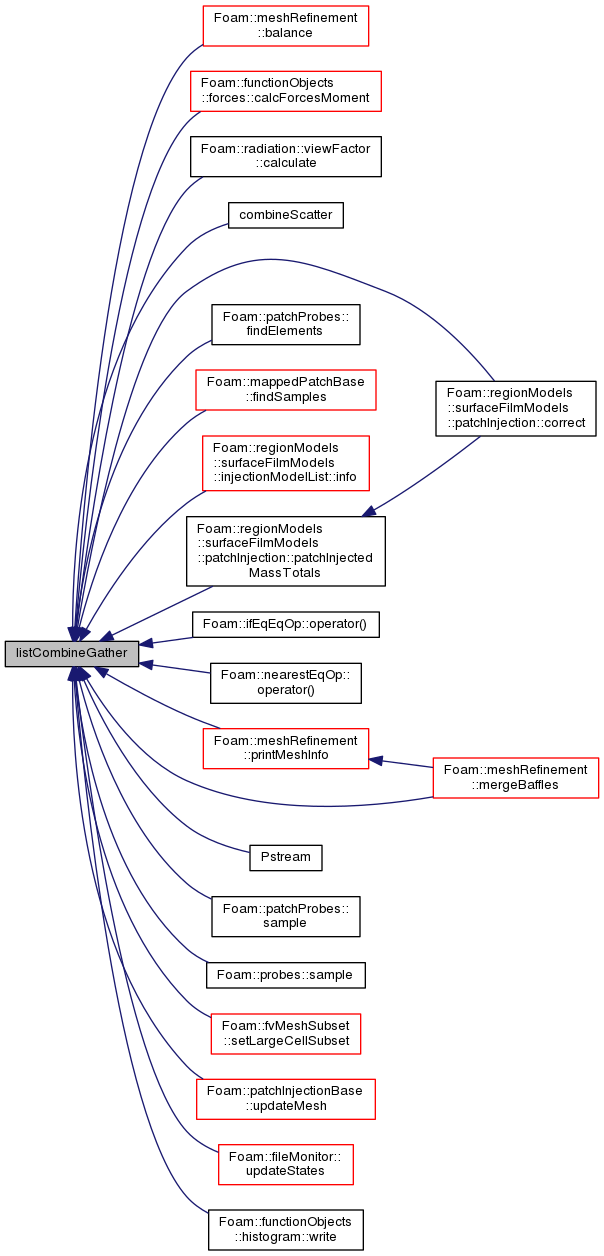 Foam::meshRefinement
::balance
Foam::functionObjects
::forces::calcForcesMoment
Foam::radiation::viewFactor
::calculate
combineScatter
Foam::patchProbes::
findElements
Foam::mappedPatchBase
::findSamples
Foam::regionModels
::surfaceFilmModels
::patchInjection::correct
Foam::regionModels
::surfaceFilmModels
::injectionModelList::info
Foam::regionModels
::surfaceFilmModels
::patchInjection::patchInjected
MassTotals
Foam::ifEqEqOp::operator()
listCombineGather
Foam::nearestEqOp::
operator()
Foam::meshRefinement
::printMeshInfo
Foam::meshRefinement
::mergeBaffles
Pstream
Foam::patchProbes::
sample
Foam::probes::sample
Foam::fvMeshSubset
::setLargeCellSubset
Foam::patchInjectionBase
::updateMesh
Foam::fileMonitor::
updateStates
Foam::functionObjects
::histogram::write